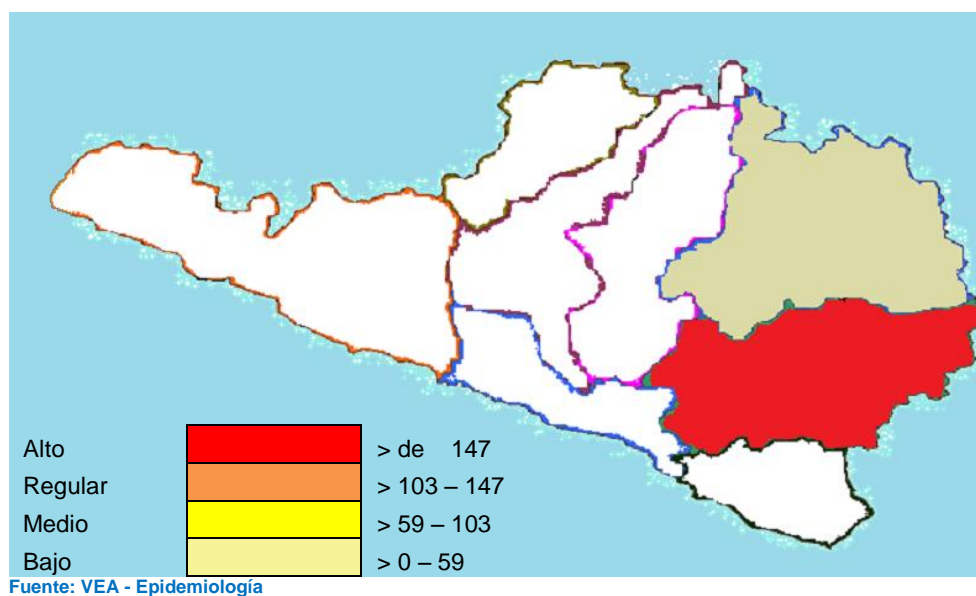 Alto > de 147
Regular > 103 – 147
Medio > 59 – 103
Bajo > 0 – 59
Fuente: VEA - Epidemiología